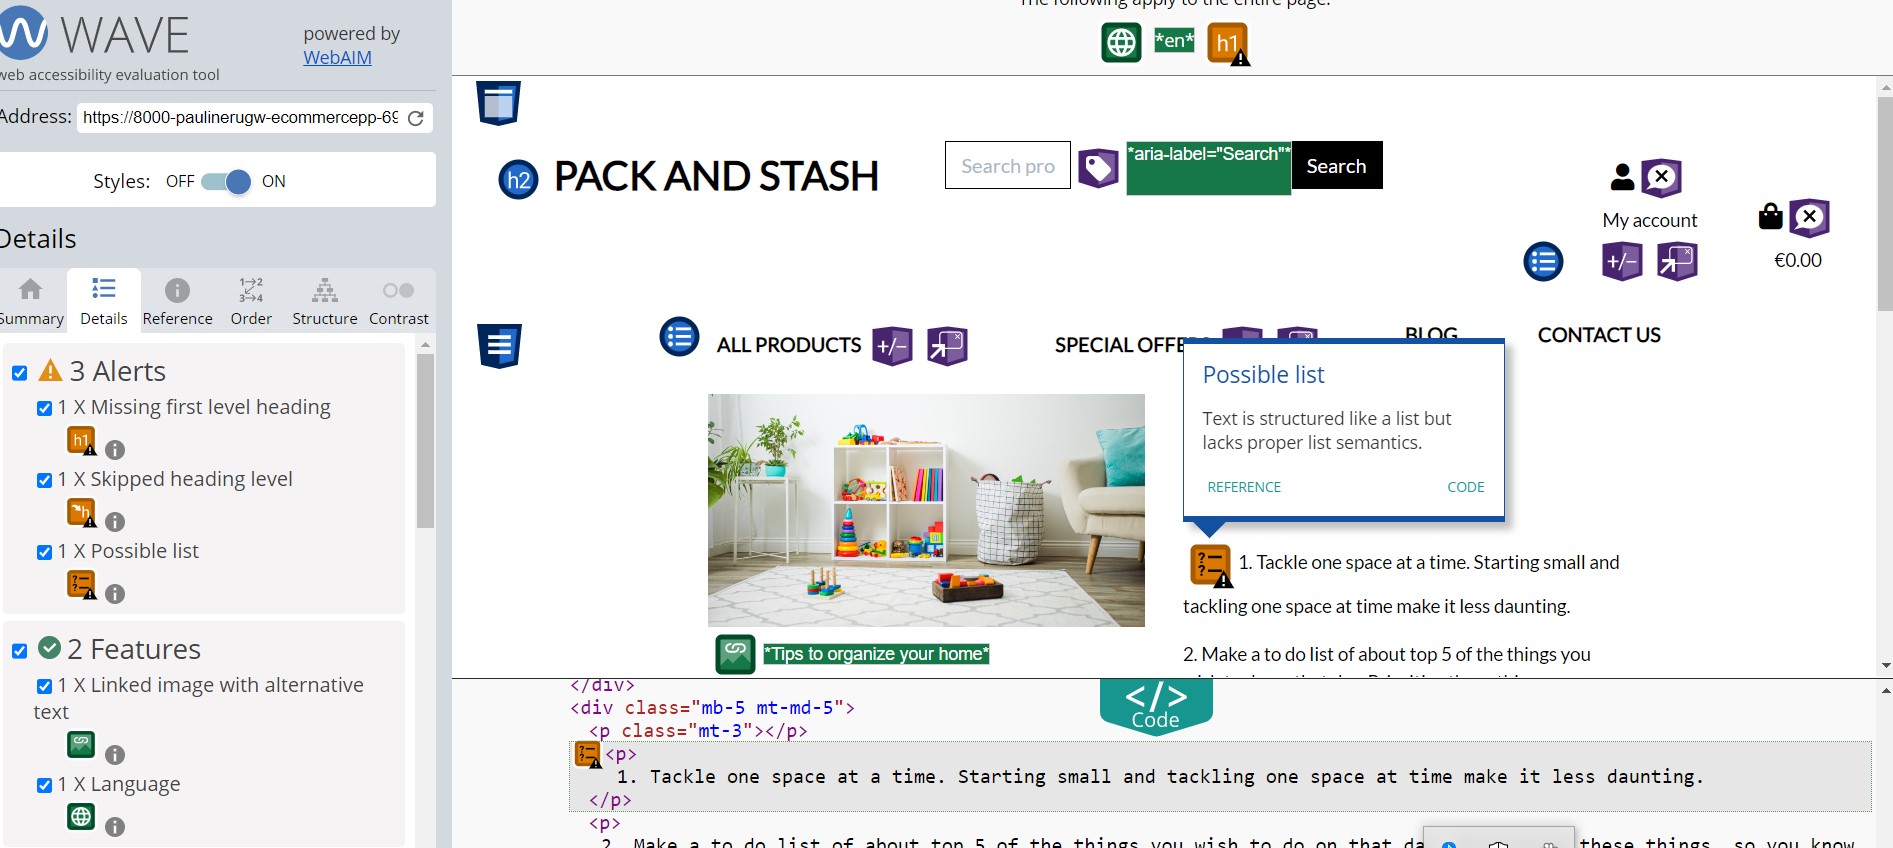 WAVE
powered by
WebAIM
web accessibility evaluation tool
Address: https://8000-paulinerugw-ecommercepp-69
Styles: OFF ON
Details
Summary Details Reference Order Structure Contrast
3 Alerts
1 X Missing first level heading
h1
1 X Skipped heading level
h
1 X Possible list
2 Features
1 X Linked image with alternative
text
1 X Language
The following apply to the entire page:
*en* h1
h2 PACK AND STASH
Search pro
*aria-label="Search"* Search
My account
€0.00
ALL PRODUCTS +/-
SPECIAL OFFE
BLOG
CONTACT US
Possible list
Text is structured like a list but
lacks proper list semantics.
REFERENCE CODE
1. Tackle one space at a time. Starting small and
tackling one space at time make it less daunting.
2. Make a to do list of about top 5 of the things you
*Tips to organize your home*
</> Code
</div>
<div class="mb-5 mt-md-5">
<p class="mt-3"></p>
<p>
1. Tackle one space at a time. Starting small and tackling one space at time make it less daunting.
</p>
<p>
2. Make a to do list of about top 5 of the things you wish to do on that da these things, so you know